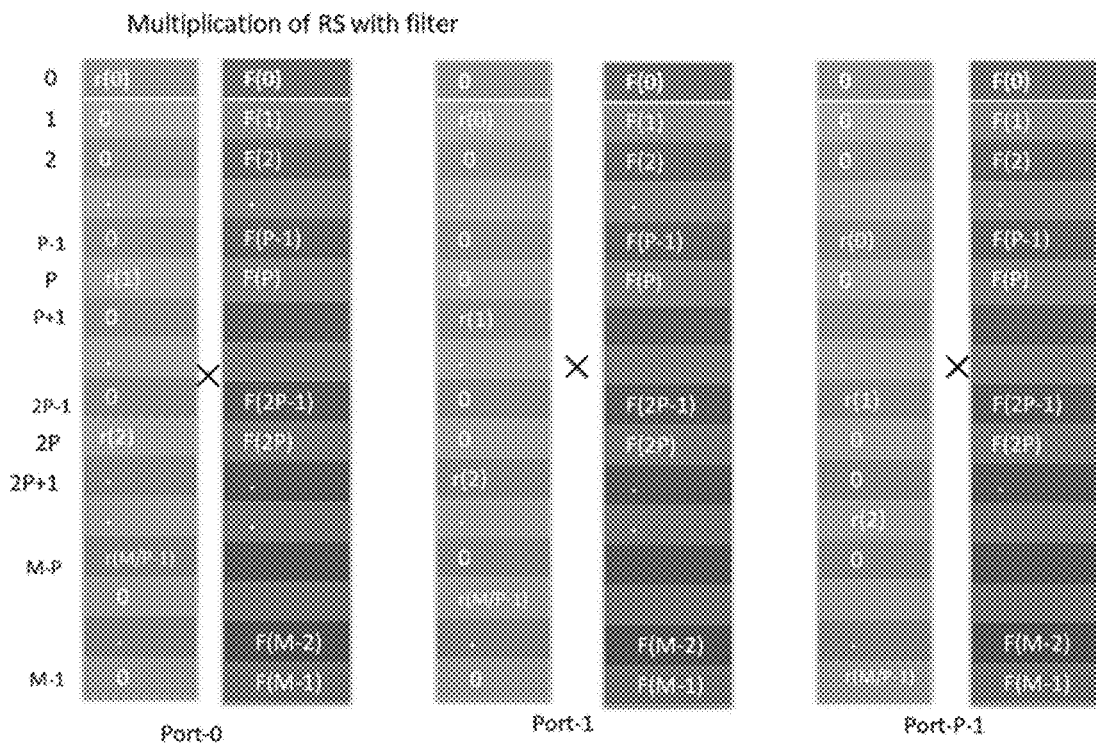 Multiplication of RS with filter
0 r(0) F(0) 0 F(0) 0 F(0)
1 0 F(1) r(0) F(1) 0 F(1)
2 0 F(2) 0 F(2) 0 F(2)
. . . .
P-1 0 F(P-1) 0 F(P-1) r(0) F(P-1)
P r(1) F(P) 0 F(P) 0 F(P)
P+1 0 r(1)
.
× × ×
2P-1 0 F(2P-1) 0 F(2P-1) r(1) F(2P-1)
2P r(2) F(2P) F(2P) 0 F(2P)
2P+1 r(2) . 0 .
. . r(2)
M-P r(M/P-1) 0 0
0 r(M/P-1)
F(M-2) . F(M-2) F(M-2)
M-1 0 F(M-1) 0 F(M-1) r(M/P-1) F(M-1)
Port-0 Port-1 Port-P-1